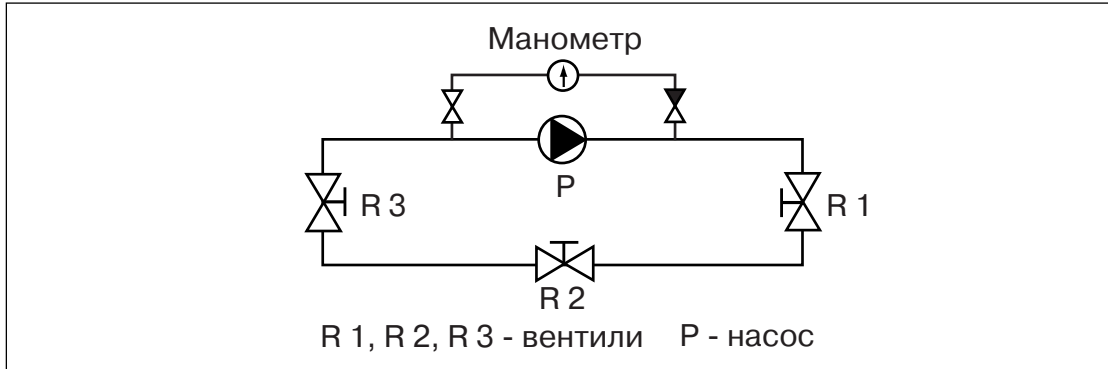 Манометр
P
R 3
R 1
R 2
R 1, R 2, R 3 - вентили P - насос